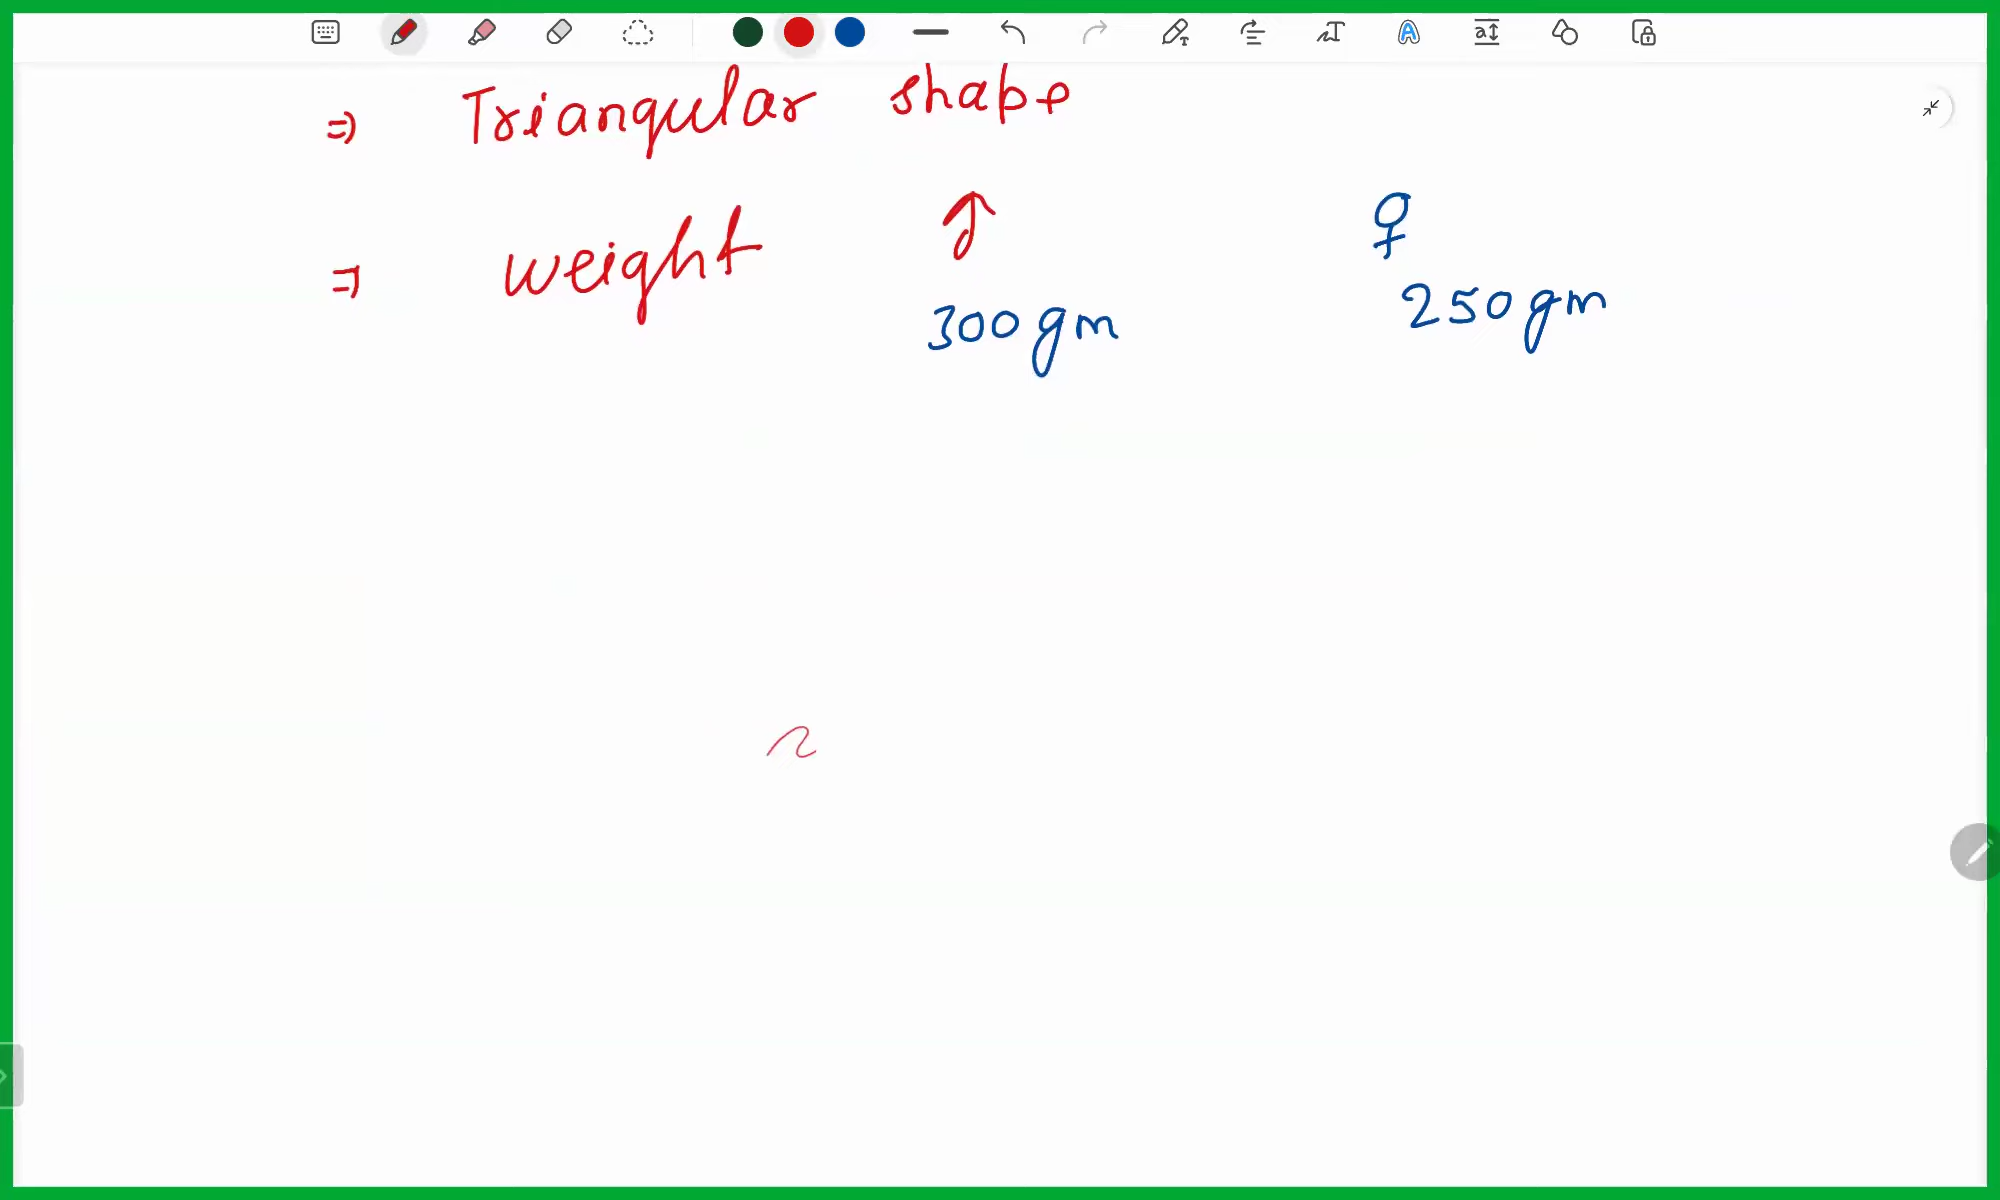 ⇒ Triangular shape
⇒ weight ♂ ♀
300 gm 250 gm